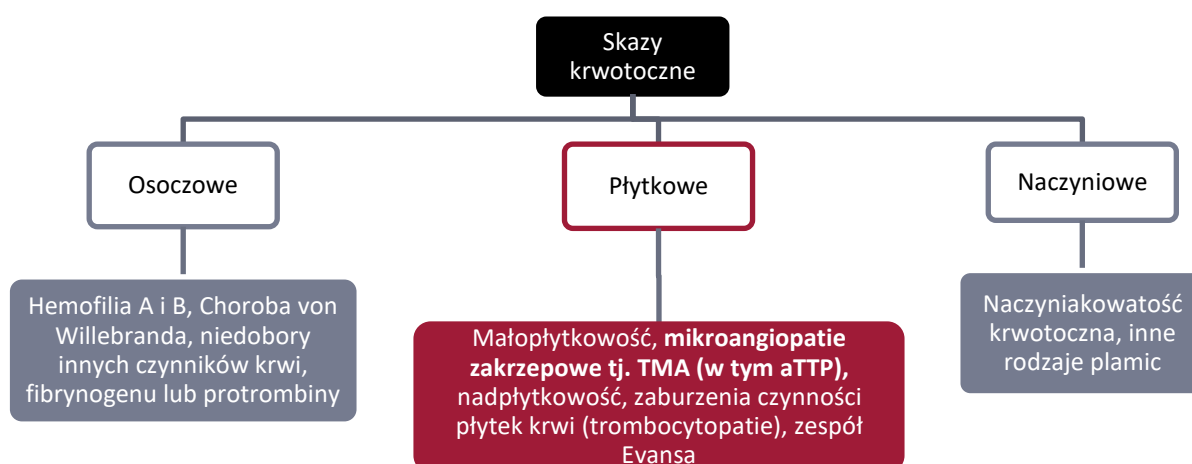 Skazy
krwotoczne
Osoczowe
Płytkowe
Naczyniowe
Hemofilia A i B, Choroba von
Willebranda, niedobory
innych czynników krwi,
fibrynogenu lub protrombiny
Małopłytkowość, mikroangiopatie
zakrzepowe tj. TMA (w tym aTTP),
nadpłytkowość, zaburzenia czynności
płytek krwi (trombocytopatie), zespół
Evansa
Naczyniakowatość
krwotoczna, inne
rodzaje plamic